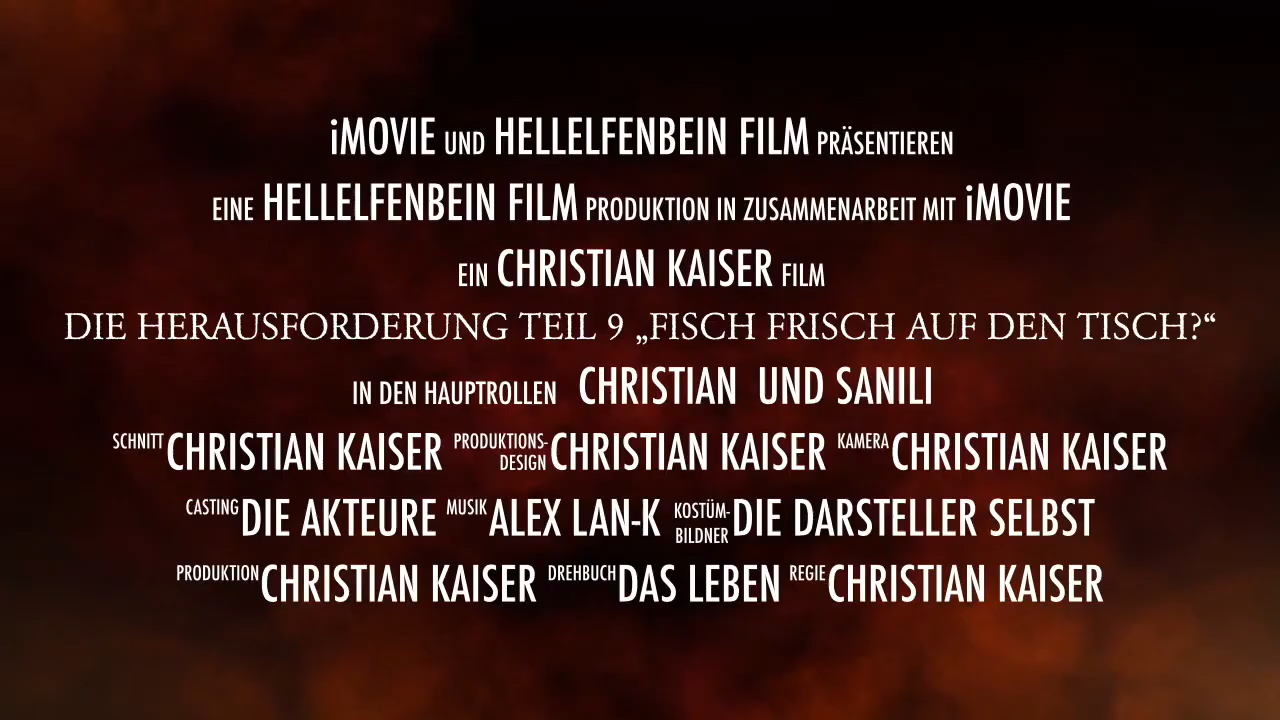 iMOVIE UND HELLELFENBEIN FILM PRÄSENTIEREN
EINE HELLELFENBEIN FILM PRODUKTION IN ZUSAMMENARBEIT MIT iMOVIE
EIN CHRISTIAN KAISER FILM
DIE HERAUSFORDERUNG TEIL 9 „FISCH FRISCH AUF DEN TISCH?“
IN DEN HAUPTROLLEN CHRISTIAN UND SANILI
SCHNITT CHRISTIAN KAISER PRODUKTIONS-DESIGN CHRISTIAN KAISER KAMERA CHRISTIAN KAISER
CASTING DIE AKTEURE MUSIK ALEX LAN-K KOSTÜM-BILDNER DIE DARSTELLER SELBST
PRODUKTION CHRISTIAN KAISER DREHBUCH DAS LEBEN REGIE CHRISTIAN KAISER